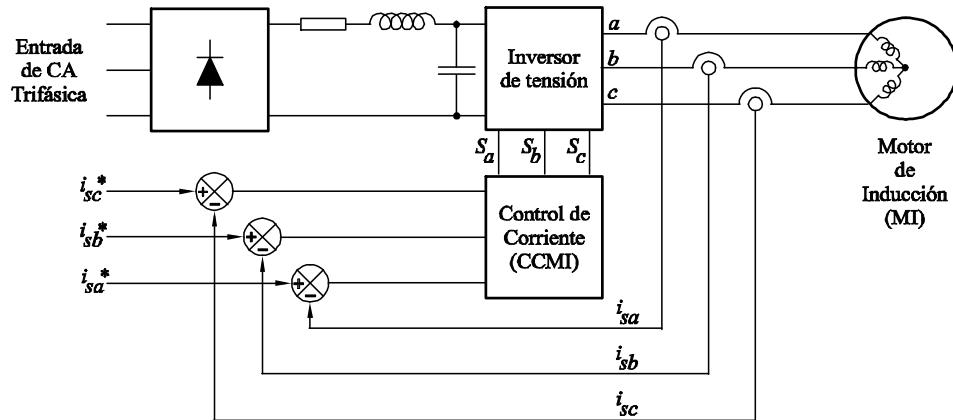 Entrada
de CA
Trifásica
Inversor
de tensión
a
b
c
Motor
de
Inducción
(MI)
S_a
S_b
S_c
Control de
Corriente
(CCMI)
i_sc*
+
−
i_sb*
+
−
i_sa*
+
−
i_sa
i_sb
i_sc